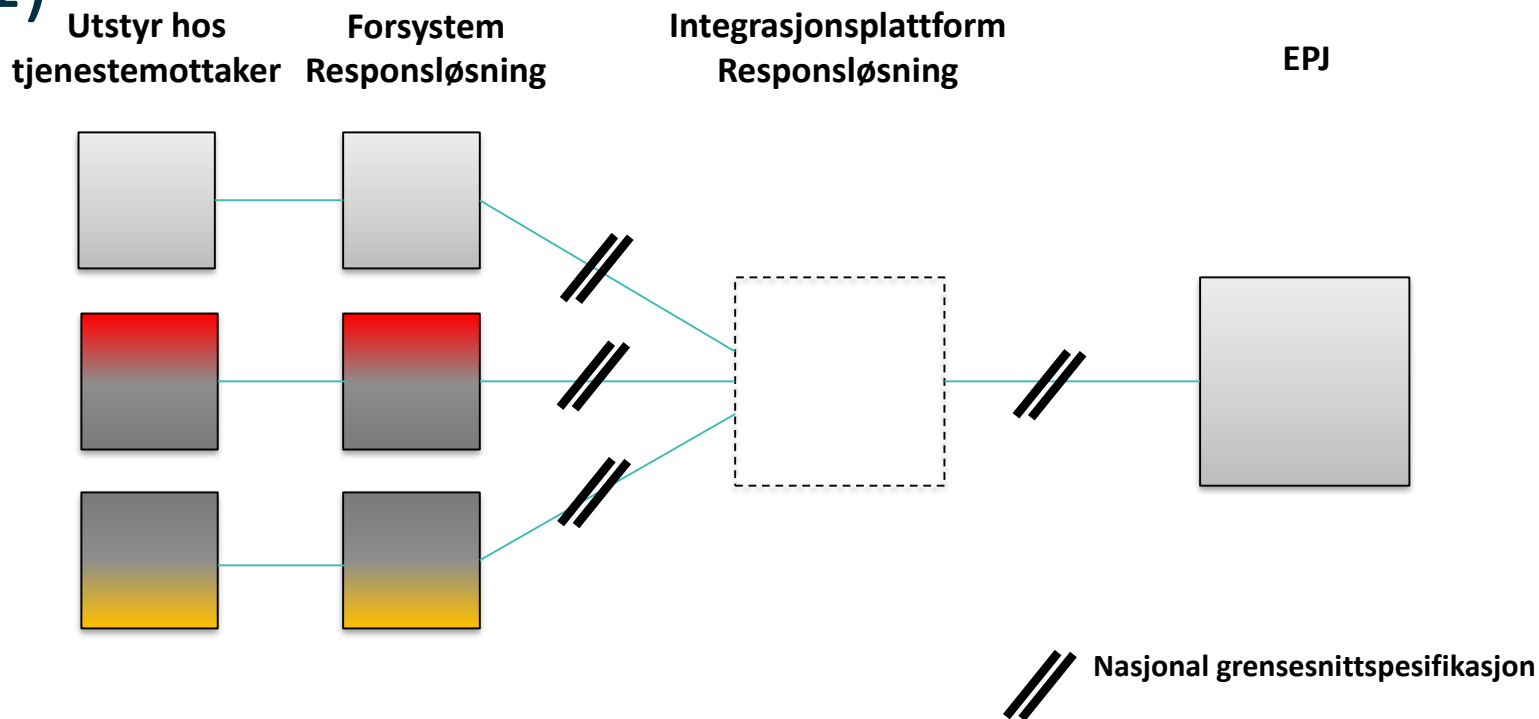 Utstyr hos
tjenestemottaker
Forsystem
Responsløsning
Integrasjonsplattform
Responsløsning
EPJ
Nasjonal grensesnittspesifikasjon